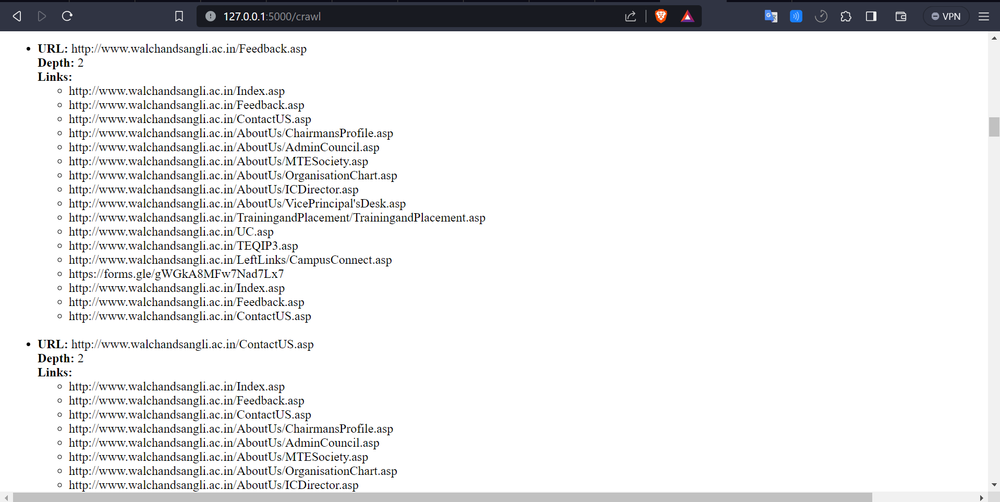 127.0.0.1:5000/crawl
VPN
URL: http://www.walchandsangli.ac.in/Feedback.asp
Depth: 2
Links:
http://www.walchandsangli.ac.in/Index.asp
http://www.walchandsangli.ac.in/Feedback.asp
http://www.walchandsangli.ac.in/ContactUS.asp
http://www.walchandsangli.ac.in/AboutUs/ChairmansProfile.asp
http://www.walchandsangli.ac.in/AboutUs/AdminCouncil.asp
http://www.walchandsangli.ac.in/AboutUs/MTESociety.asp
http://www.walchandsangli.ac.in/AboutUs/OrganisationChart.asp
http://www.walchandsangli.ac.in/AboutUs/ICDirector.asp
http://www.walchandsangli.ac.in/AboutUs/VicePrincipal'sDesk.asp
http://www.walchandsangli.ac.in/TrainingandPlacement/TrainingandPlacement.asp
http://www.walchandsangli.ac.in/UC.asp
http://www.walchandsangli.ac.in/TEQIP3.asp
http://www.walchandsangli.ac.in/LeftLinks/CampusConnect.asp
https://forms.gle/gWGkA8MFw7Nad7Lx7
http://www.walchandsangli.ac.in/Index.asp
http://www.walchandsangli.ac.in/Feedback.asp
http://www.walchandsangli.ac.in/ContactUS.asp
URL: http://www.walchandsangli.ac.in/ContactUS.asp
Depth: 2
Links:
http://www.walchandsangli.ac.in/Index.asp
http://www.walchandsangli.ac.in/Feedback.asp
http://www.walchandsangli.ac.in/ContactUS.asp
http://www.walchandsangli.ac.in/AboutUs/ChairmansProfile.asp
http://www.walchandsangli.ac.in/AboutUs/AdminCouncil.asp
http://www.walchandsangli.ac.in/AboutUs/MTESociety.asp
http://www.walchandsangli.ac.in/AboutUs/OrganisationChart.asp
http://www.walchandsangli.ac.in/AboutUs/ICDirector.asp